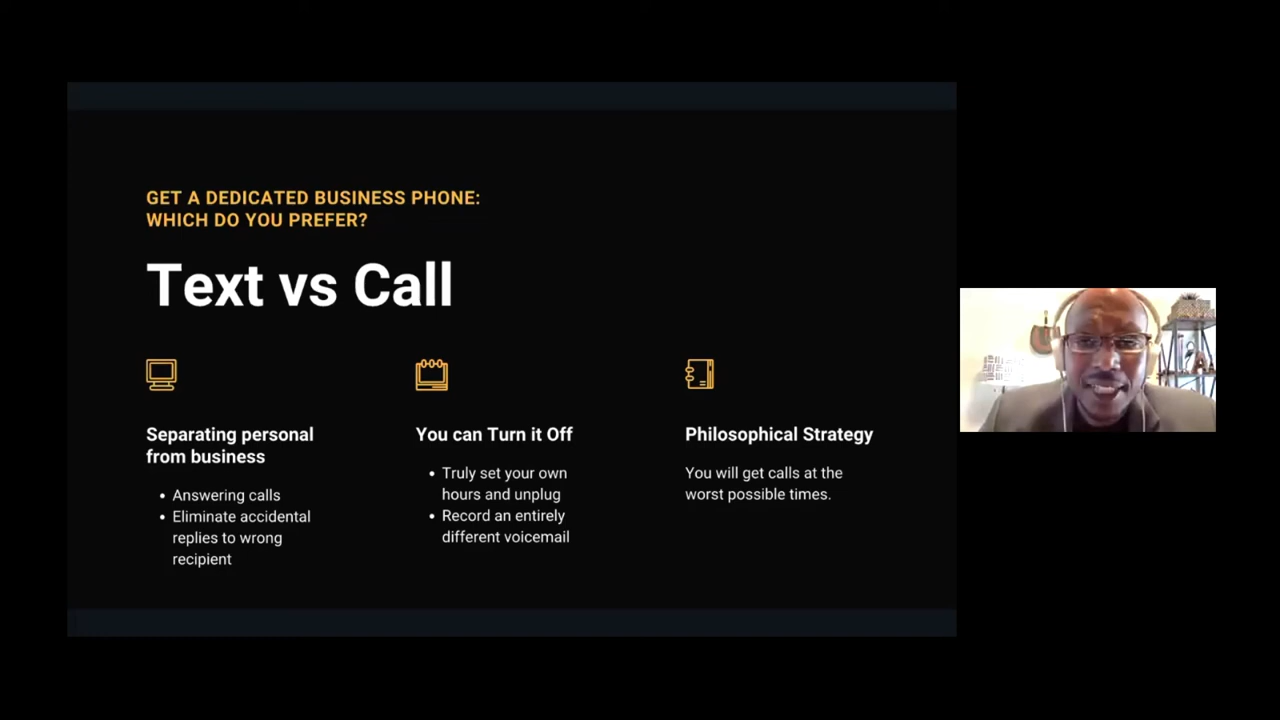 GET A DEDICATED BUSINESS PHONE:
WHICH DO YOU PREFER?
Text vs Call
Separating personal
from business
• Answering calls
• Eliminate accidental
replies to wrong
recipient
You can Turn it Off
• Truly set your own
hours and unplug
• Record an entirely
different voicemail
Philosophical Strategy
You will get calls at the
worst possible times.